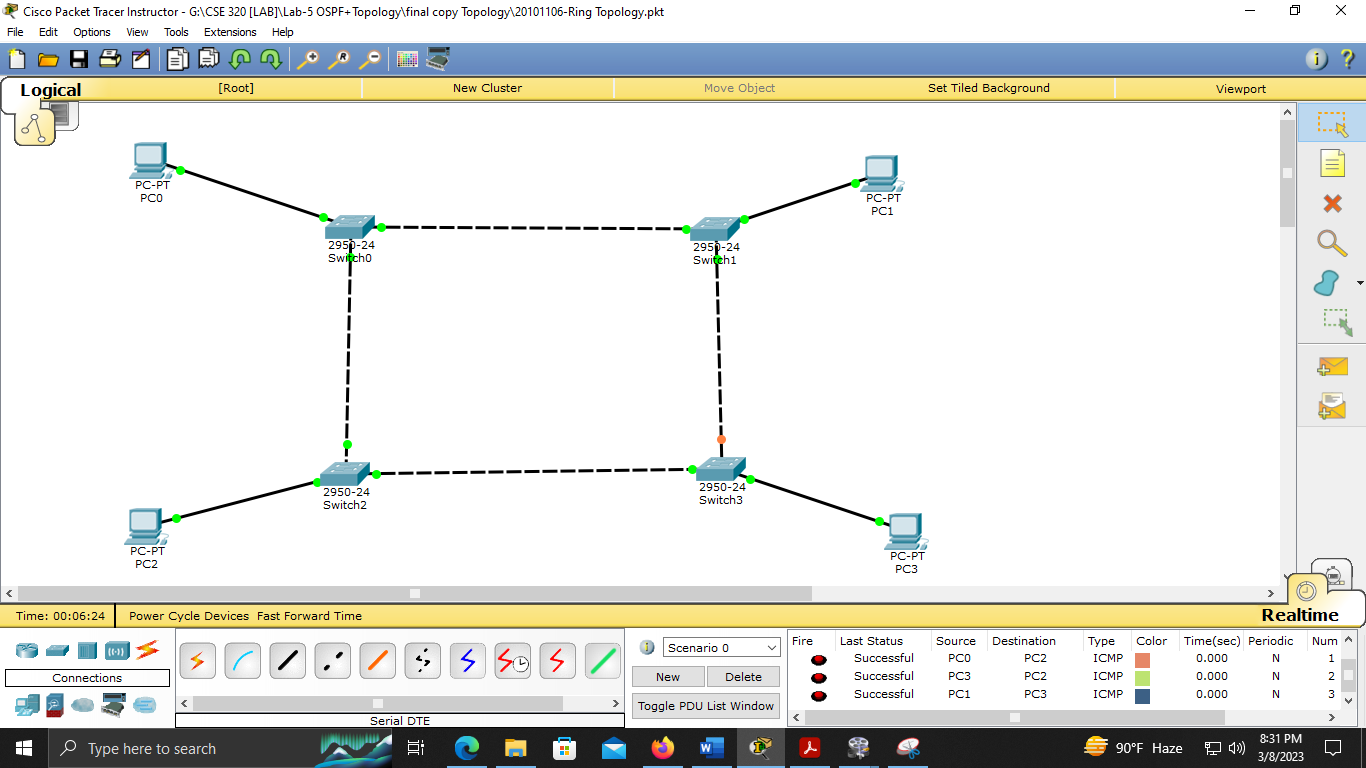 Cisco Packet Tracer Instructor - G:\CSE 320 [LAB]\Lab-5 OSPF+Topology\final copy Topology\20101106-Ring Topology.pkt
File Edit Options View Tools Extensions Help
Logical [Root] New Cluster Move Object Set Tiled Background Viewport
PC-PT
PC0
PC-PT
PC1
2950-24
Switch0
2950-24
Switch1
2950-24
Switch2
2950-24
Switch3
PC-PT
PC2
PC-PT
PC3
Time: 00:06:24 Power Cycle Devices Fast Forward Time Realtime
Scenario 0
Connections
New Delete
Toggle PDU List Window
Serial DTE
Fire Last Status Source Destination Type Color Time(sec) Periodic Num
Successful PC0 PC2 ICMP 0.000 N 1
Successful PC3 PC2 ICMP 0.000 N 2
Successful PC1 PC3 ICMP 0.000 N 3
Type here to search
90°F Haze
8:31 PM
3/8/2023